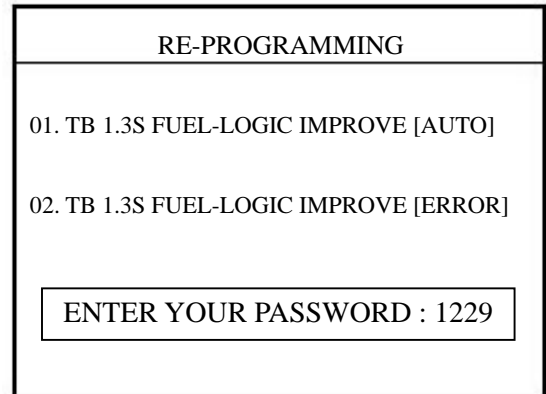 RE-PROGRAMMING
01. TB 1.3S FUEL-LOGIC IMPROVE [AUTO]
02. TB 1.3S FUEL-LOGIC IMPROVE [ERROR]
ENTER YOUR PASSWORD : 1229